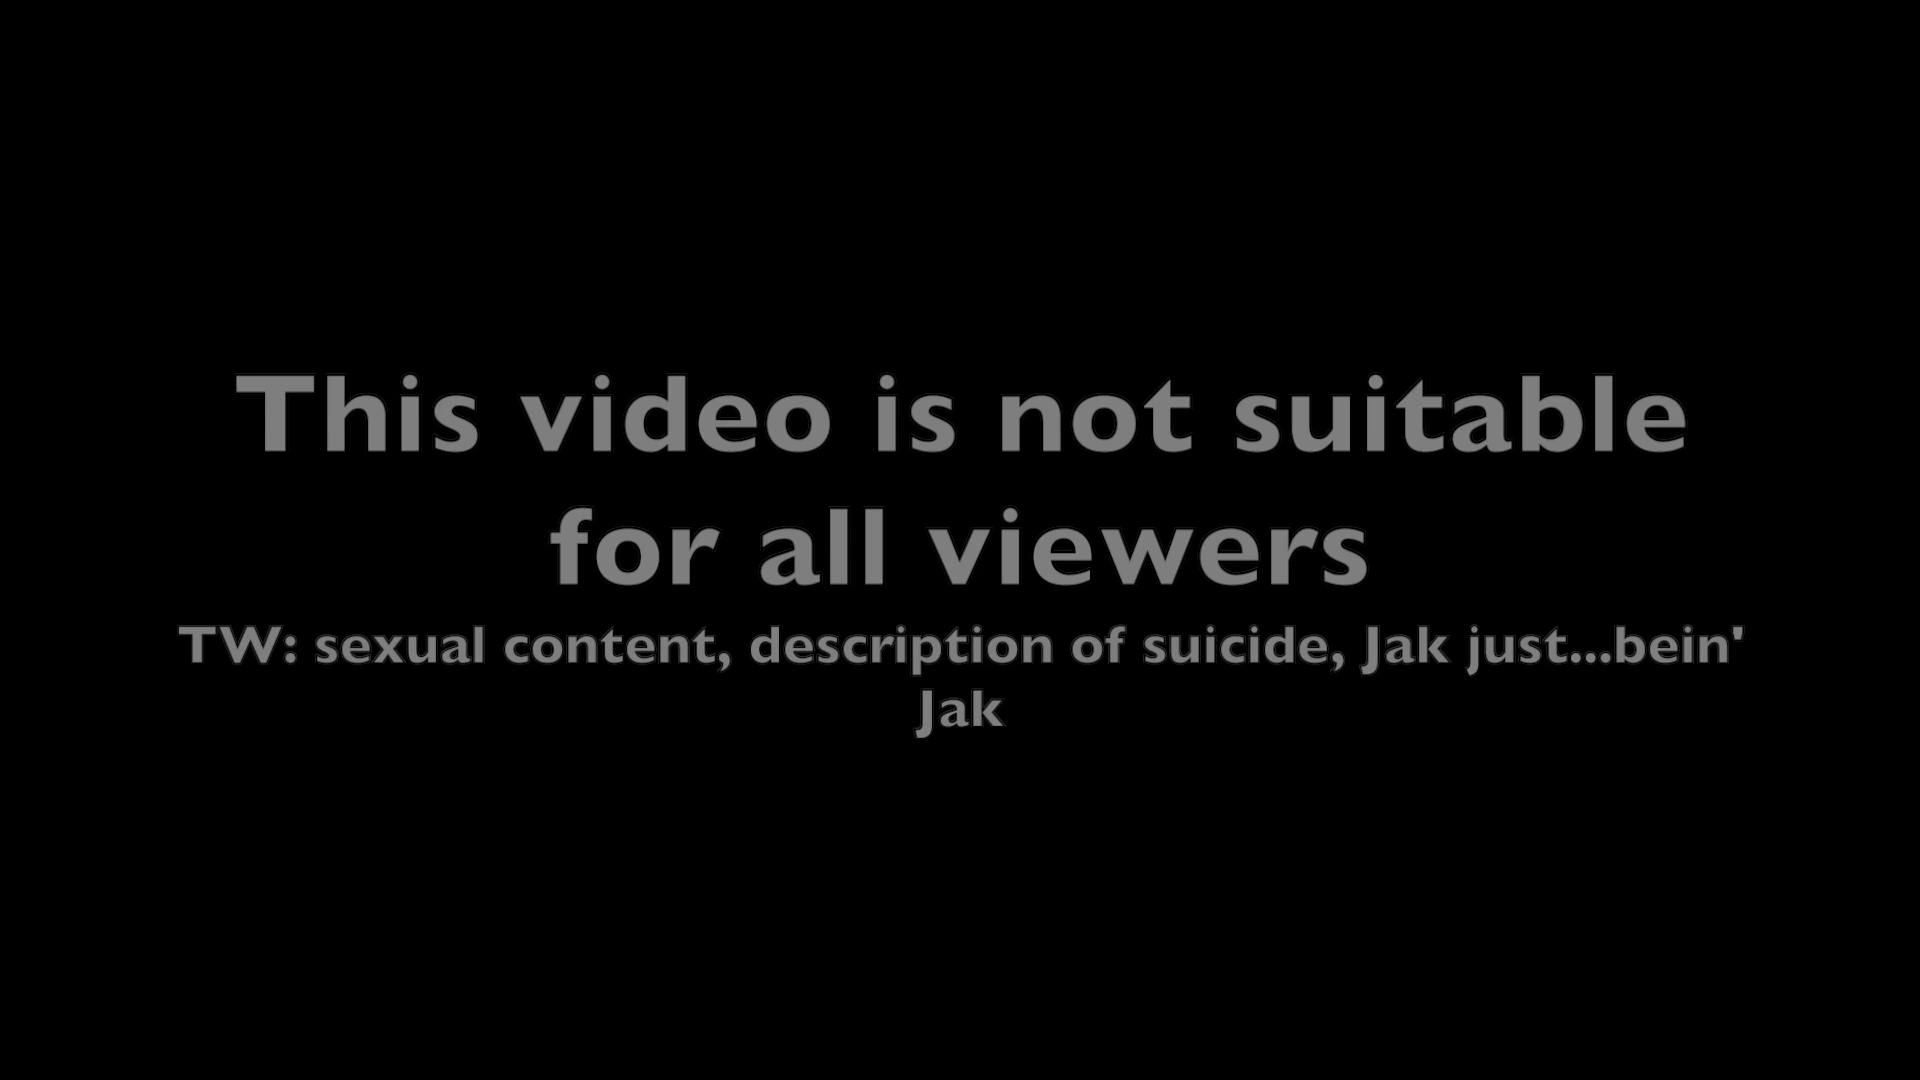 This video is not suitable
for all viewers
TW: sexual content, description of suicide, Jak just...bein'
Jak